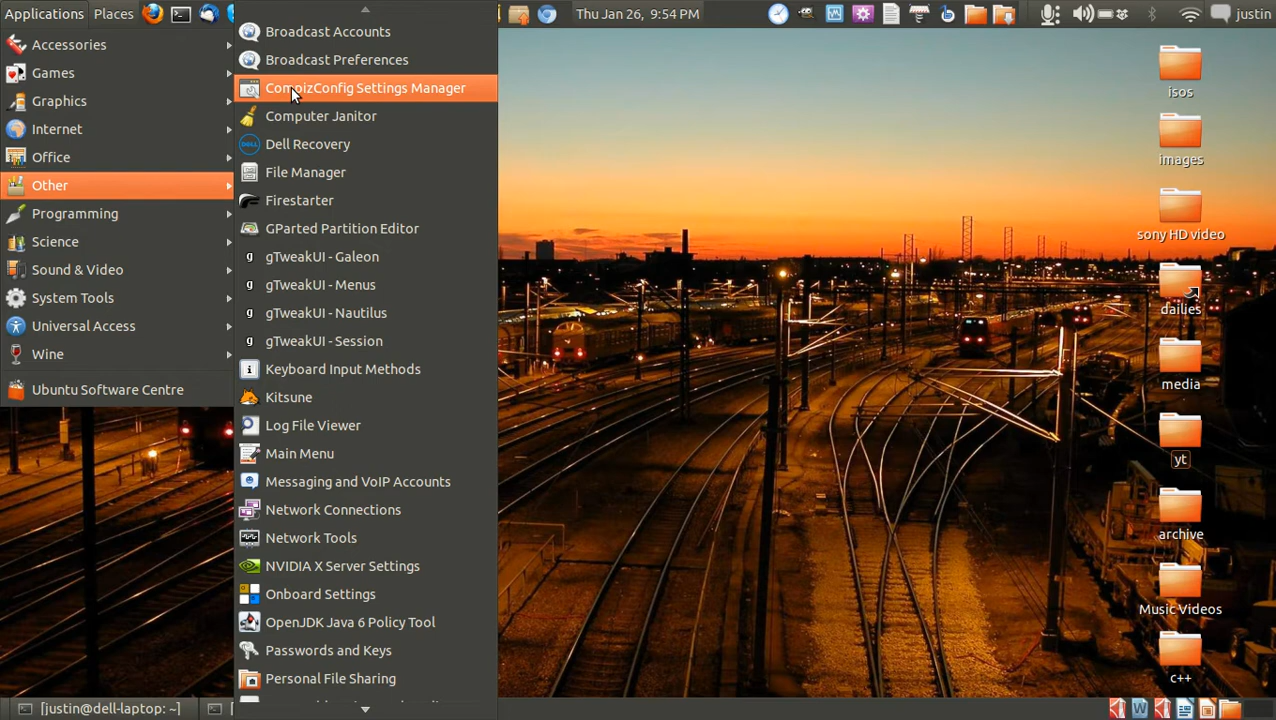 Applications Places Thu Jan 26, 9:54 PM justin
Accessories
Games
Graphics
Internet
Office
Other
Programming
Science
Sound & Video
System Tools
Universal Access
Wine
Ubuntu Software Centre
Broadcast Accounts
Broadcast Preferences
CompizConfig Settings Manager
Computer Janitor
Dell Recovery
File Manager
Firestarter
GParted Partition Editor
gTweakUI - Galeon
gTweakUI - Menus
gTweakUI - Nautilus
gTweakUI - Session
Keyboard Input Methods
Kitsune
Log File Viewer
Main Menu
Messaging and VoIP Accounts
Network Connections
Network Tools
NVIDIA X Server Settings
Onboard Settings
OpenJDK Java 6 Policy Tool
Passwords and Keys
Personal File Sharing
isos
images
sony HD video
dailies
media
yt
archive
Music Videos
c++
[justin@dell-laptop: ~]